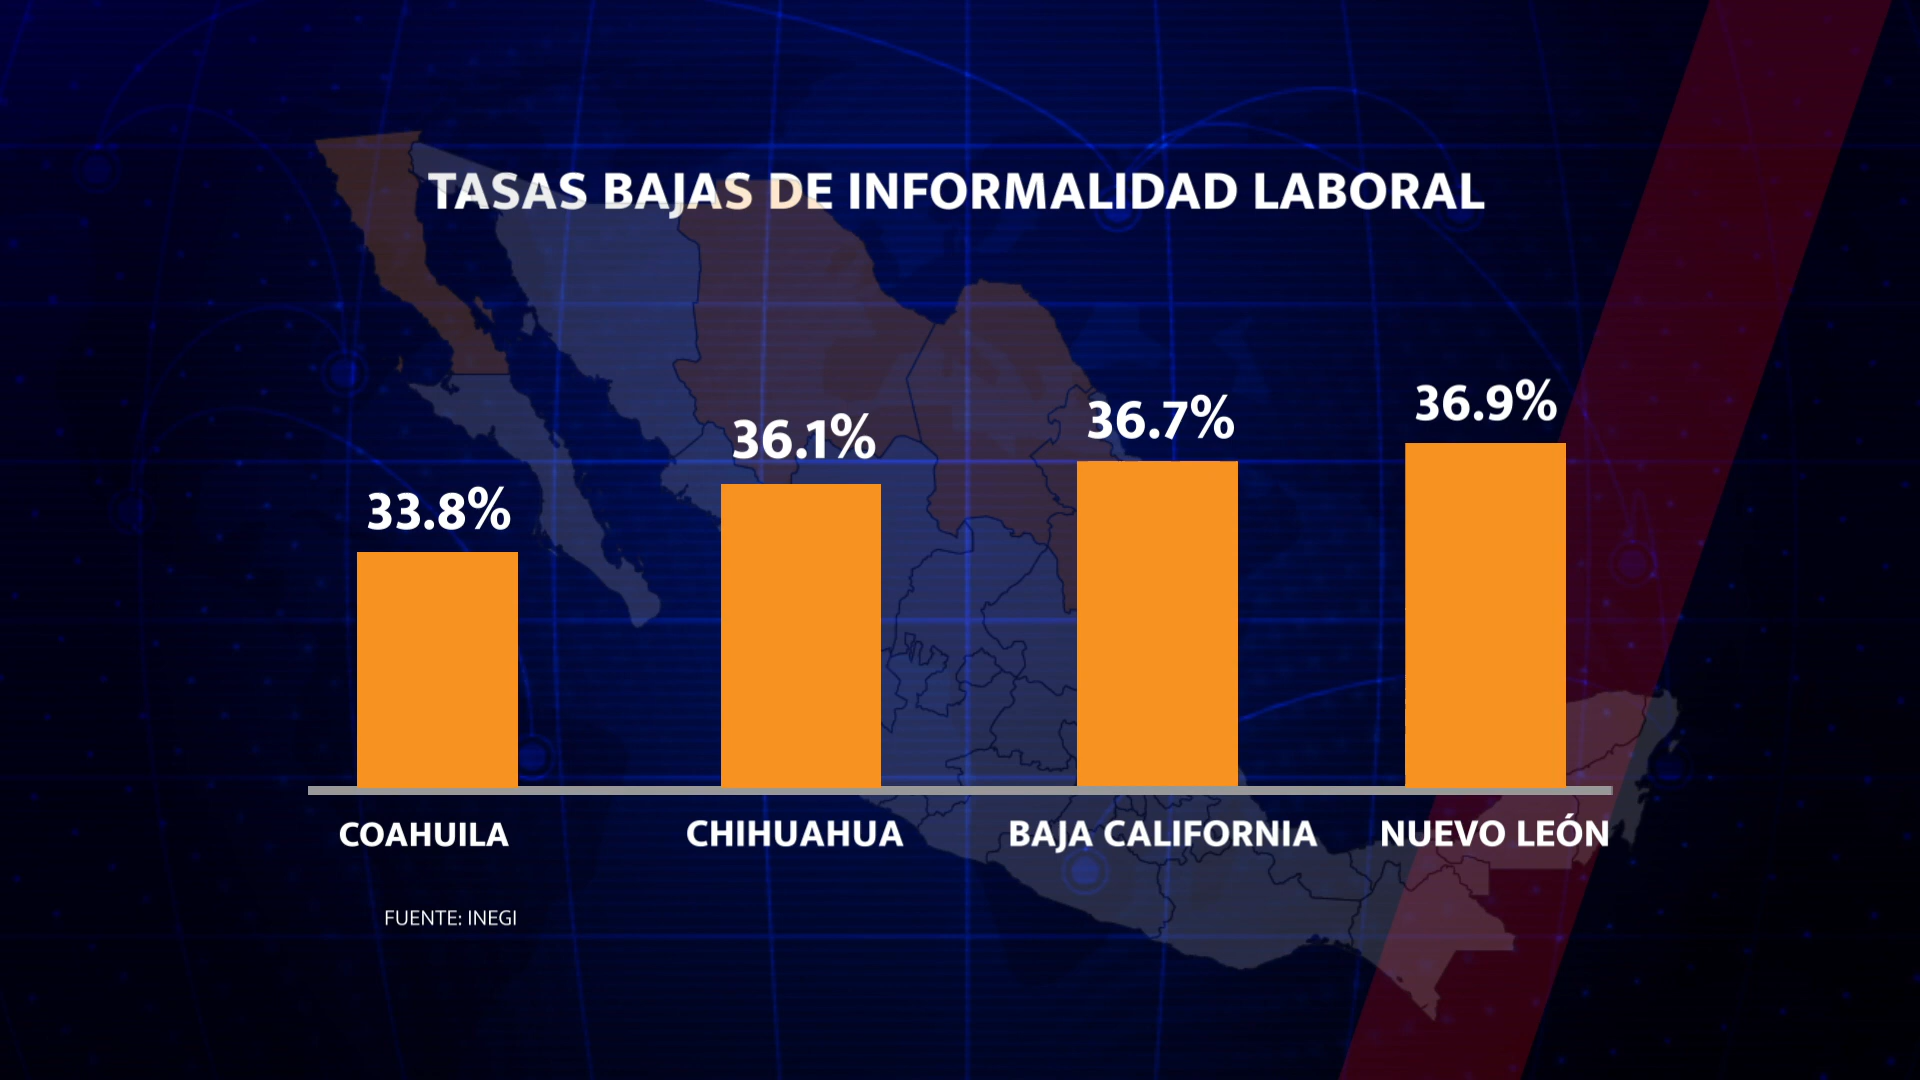 TASAS BAJAS DE INFORMALIDAD LABORAL
33.8%
36.1%
36.7%
36.9%
COAHUILA
CHIHUAHUA
BAJA CALIFORNIA
NUEVO LEÓN
FUENTE: INEGI